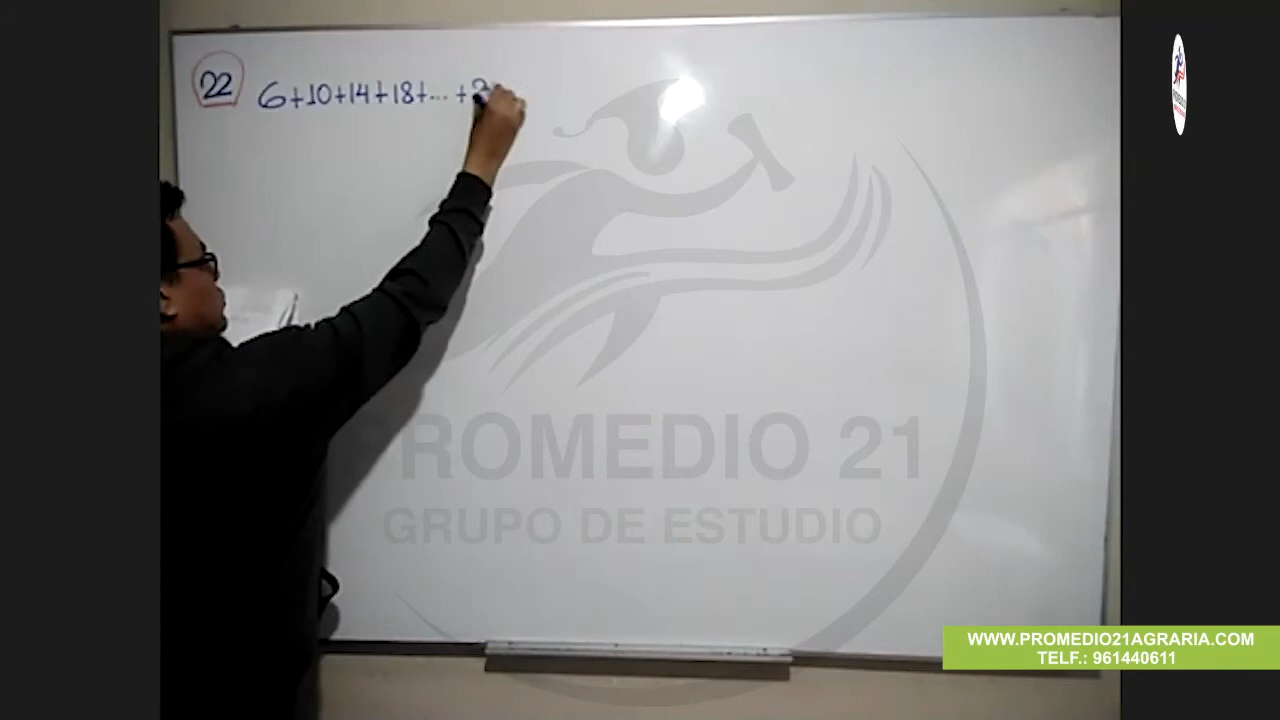 22 6+10+14+18+... +
PROMEDIO 21
GRUPO DE ESTUDIO
WWW.PROMEDIO21AGRARIA.COM
TELF.: 961440611